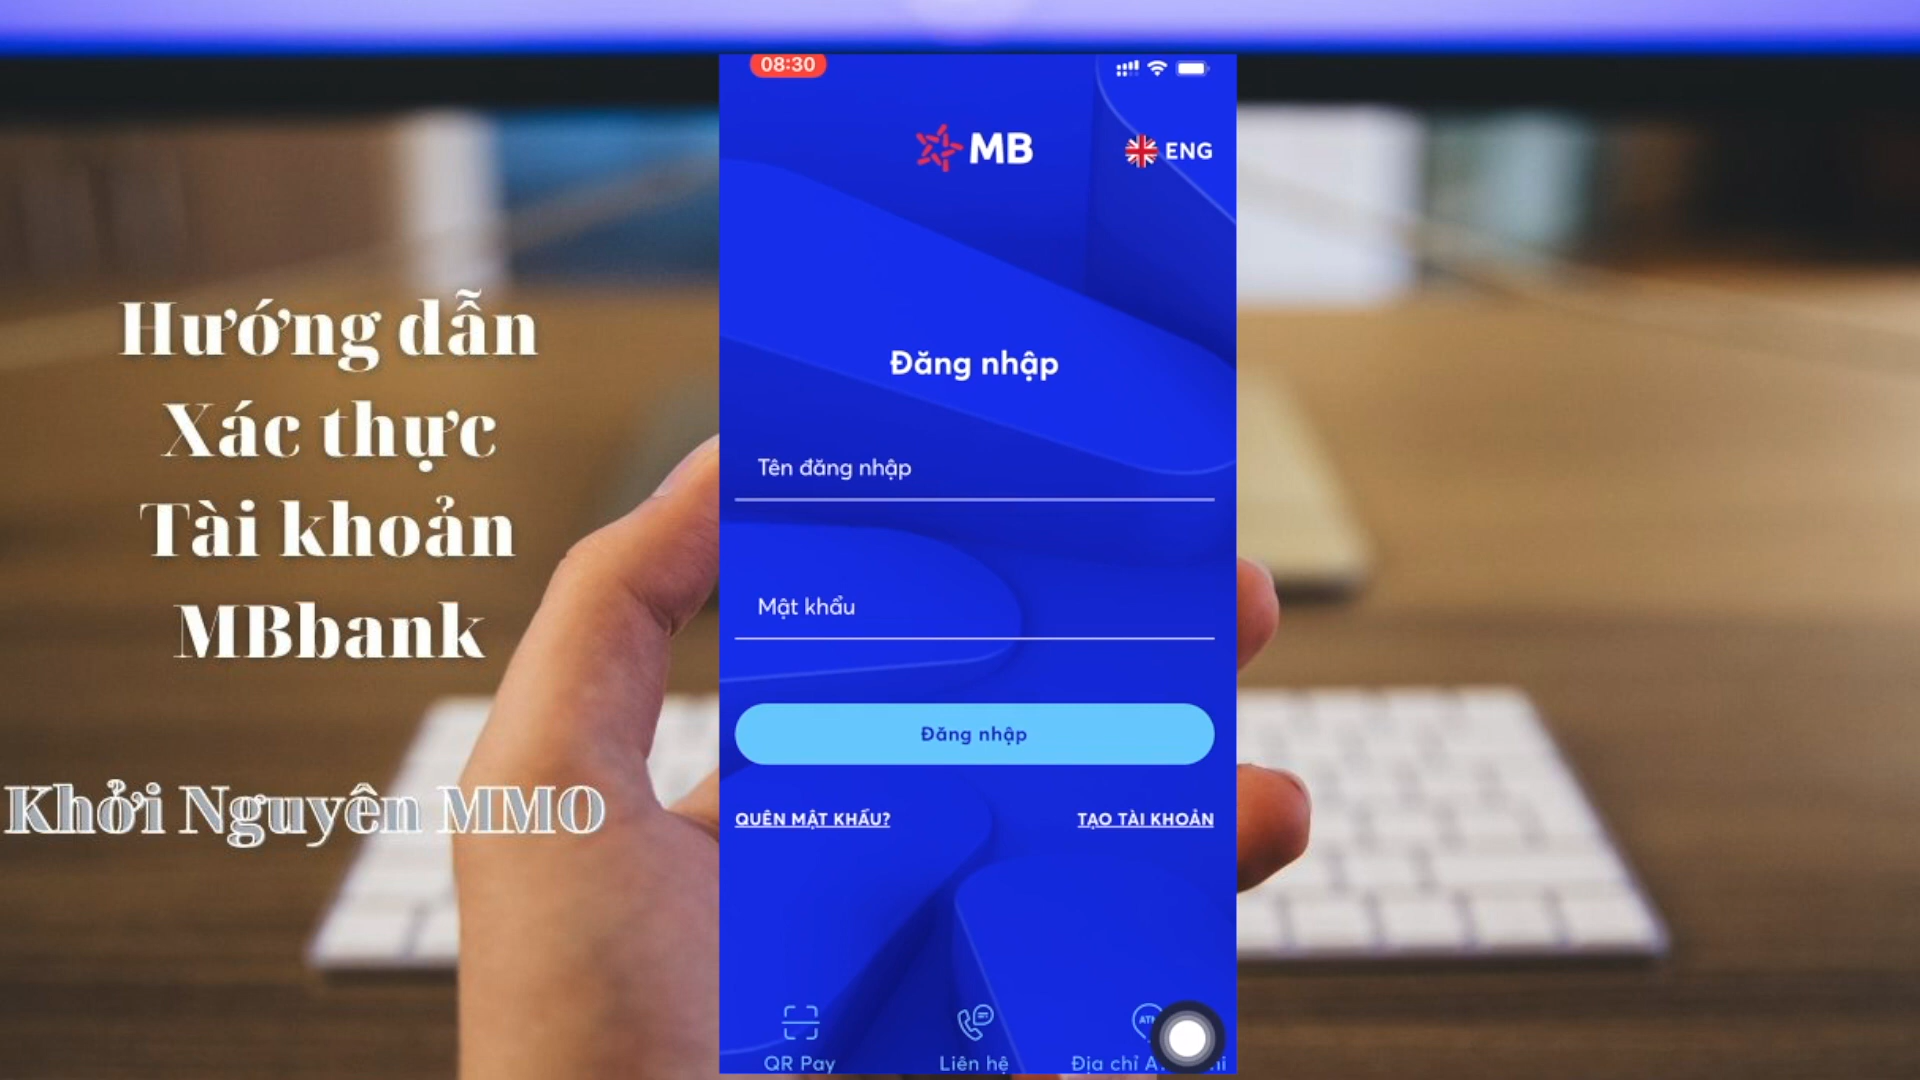 Hướng dẫn
Xác thực
Tài khoản
MBbank
Khởi Nguyên MMO
08:30
MB
ENG
Đăng nhập
Tên đăng nhập
Mật khẩu
Đăng nhập
QUÊN MẬT KHẨU?
TẠO TÀI KHOẢN
QR Pay
Liên hệ
Địa chỉ